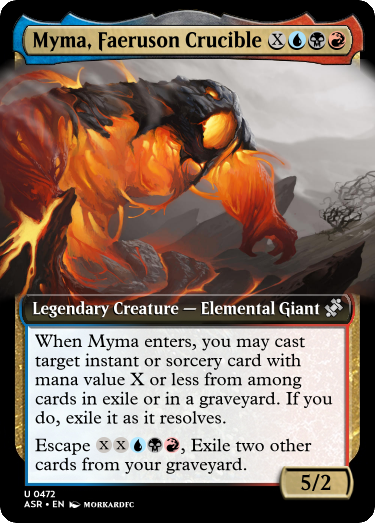 Myma, Faeruson Crucible X
Legendary Creature — Elemental Giant
When Myma enters, you may cast
target instant or sorcery card with
mana value X or less from among
cards in exile or in a graveyard. If you
do, exile it as it resolves.
Escape X X , Exile two other
cards from your graveyard.
5/2
U 0472
ASR • EN MORKARDFC